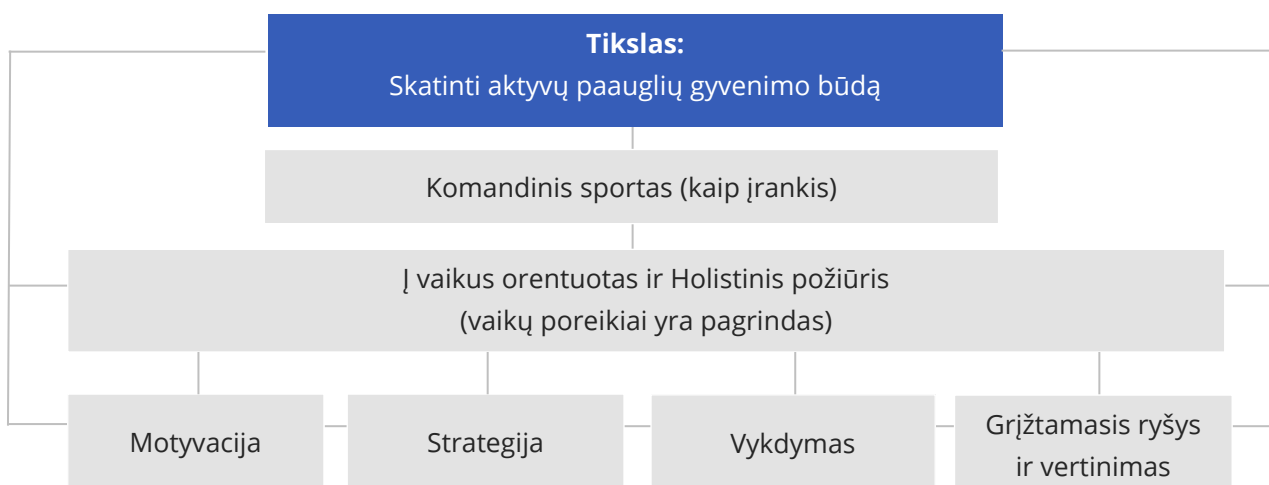 Tikslas:
Skatinti aktyvų paauglių gyvenimo būdą
Komandinis sportas (kaip įrankis)
Į vaikus orentuotas ir Holistinis požiūris
(vaikų poreikiai yra pagrindas)
Motyvacija
Strategija
Vykdymas
Grįžtamasis ryšys
ir vertinimas